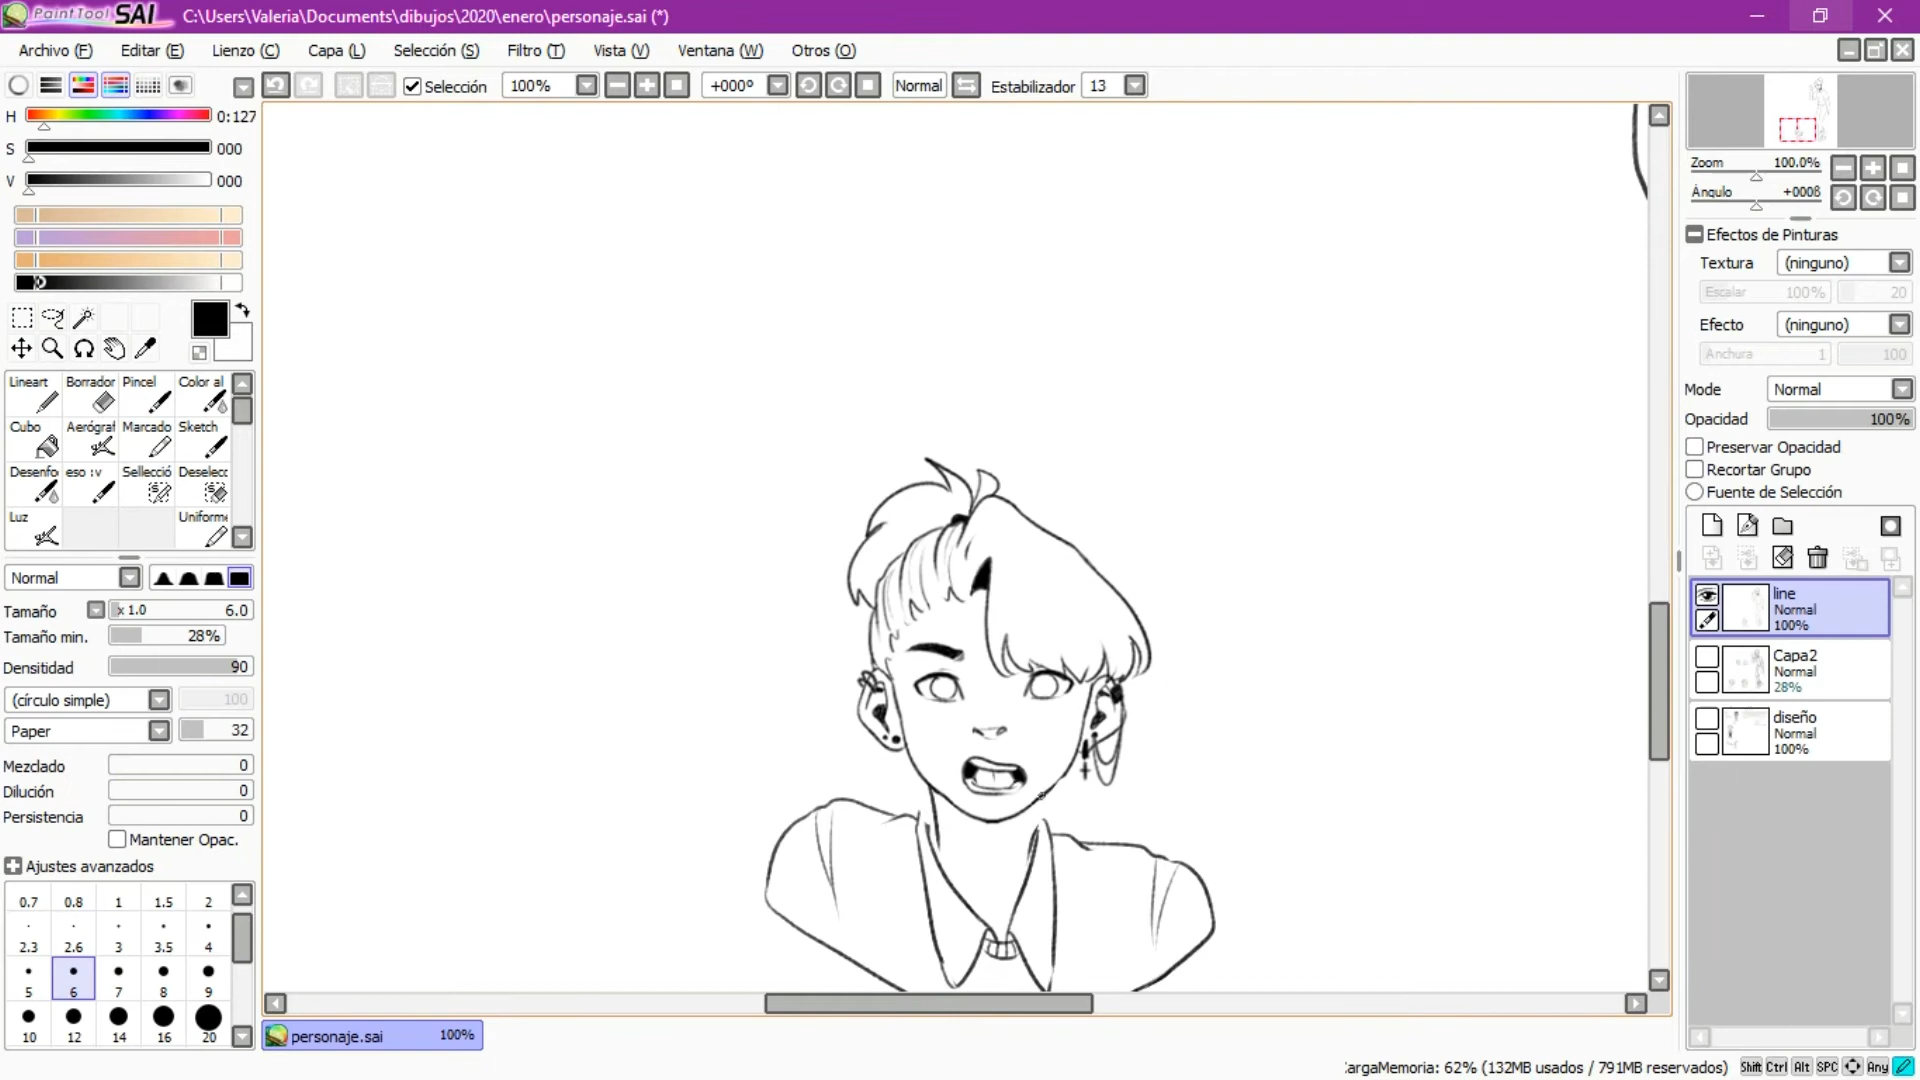 PaintTool SAI C:\Users\Valeria\Documents\dibujos\2020\enero\personaje.sai (*)
Archivo (F) Editar (E) Lienzo (C) Capa (L) Selección (S) Filtro (T) Vista (V) Ventana (W) Otros (O)
Selección 100% +000º Normal Estabilizador 13
H 0:127
S 000
V 000
Lineart Borrador Pincel Color al
Cubo Aerógraf Marcado Sketch
Desenfo eso :v Sellecció Deselecc
Luz Uniforme
Normal
Tamaño x 1.0 6.0
Tamaño min. 28%
Densitidad 90
(círculo simple) 100
Paper 32
Mezclado 0
Dilución 0
Persistencia 0
Mantener Opac.
Ajustes avanzados
0.7 0.8 1 1.5 2
2.3 2.6 3 3.5 4
5 6 7 8 9
10 12 14 16 20
personaje.sai 100%
Zoom 100.0%
Ángulo +000ß
Efectos de Pinturas
Textura (ninguno)
Escalar 100% 20
Efecto (ninguno)
Anchura 1 100
Mode Normal
Opacidad 100%
Preservar Opacidad
Recortar Grupo
Fuente de Selección
line
Normal
100%
Capa2
Normal
28%
diseño
Normal
100%
CargaMemoria: 62% (132MB usados / 791MB reservados) Shift Ctrl Alt SPC Any